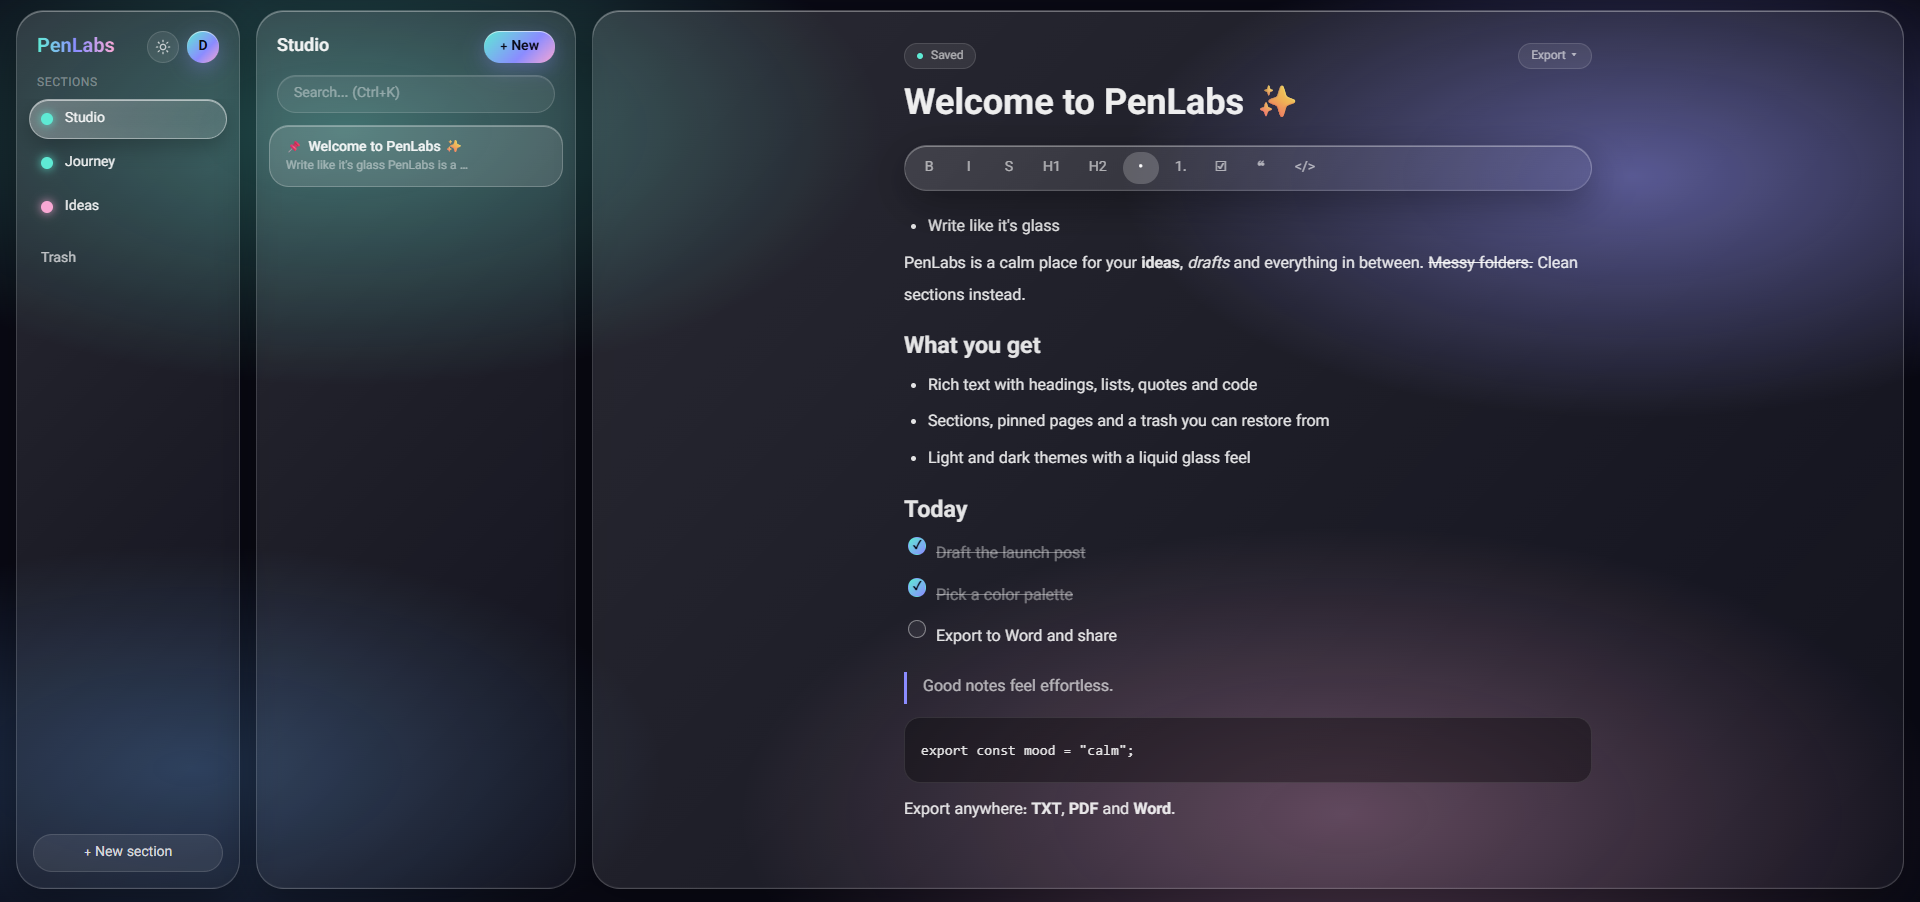 PenLabs
D
SECTIONS
Studio
Journey
Ideas
Trash
+ New section
Studio
+ New
Search... (Ctrl+K)
Welcome to PenLabs ✨
Write like it's glass PenLabs is a ...
Saved
Export
Welcome to PenLabs ✨
B I S H1 H2 • 1. ☑ ❝ </>
• Write like it's glass
PenLabs is a calm place for your ideas, drafts and everything in between. Messy folders. Clean
sections instead.
What you get
• Rich text with headings, lists, quotes and code
• Sections, pinned pages and a trash you can restore from
• Light and dark themes with a liquid glass feel
Today
Draft the launch post
Pick a color palette
Export to Word and share
Good notes feel effortless.
export const mood = "calm";
Export anywhere: TXT, PDF and Word.